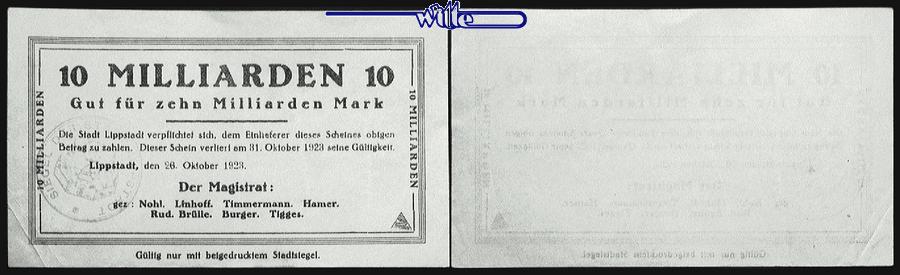 wille
10 MILLIARDEN 10
Gut für zehn Milliarden Mark
Die Stadt Lippstadt verpflichtet sich, dem Einlieferer dieses Scheines obigen
Betrag zu zahlen. Dieser Schein verliert am 31. Oktober 1923 seine Gültigkeit.
Lippstadt, den 26. Oktober 1923.
Der Magistrat:
gez: Nohl. Linhoff. Timmermann. Hamer.
Rud. Brülle. Burger. Tigges.
10 MILLIARDEN
10 MILLIARDEN
Gültig nur mit beigedrucktem Stadtsiegel.